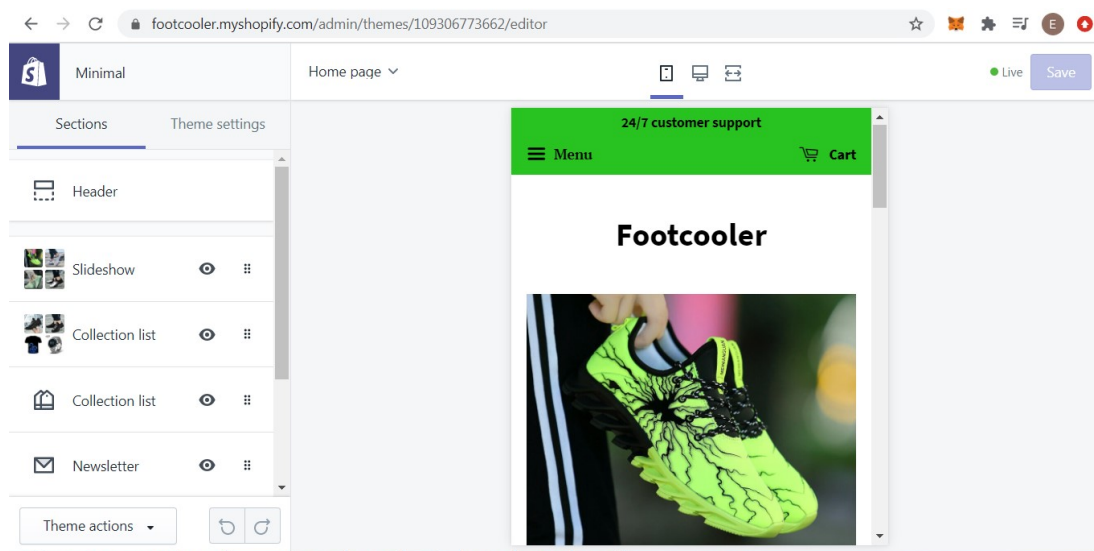 footcooler.myshopify.com/admin/themes/109306773662/editor
E
Minimal
Home page
Live
Save
Sections
Theme settings
Header
Slideshow
Collection list
Collection list
Newsletter
Theme actions
24/7 customer support
Menu
Cart
Footcooler